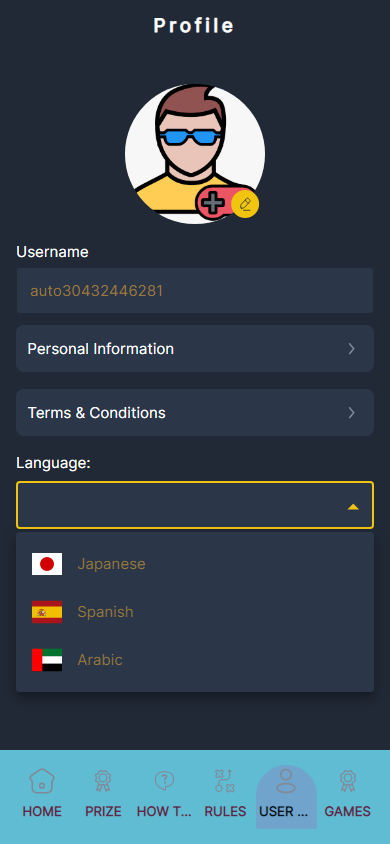 Profile
Username
auto30432446281
Personal Information
Terms & Conditions
Language:
Japanese
Spanish
Arabic
HOME PRIZE HOW T... RULES USER ... GAMES